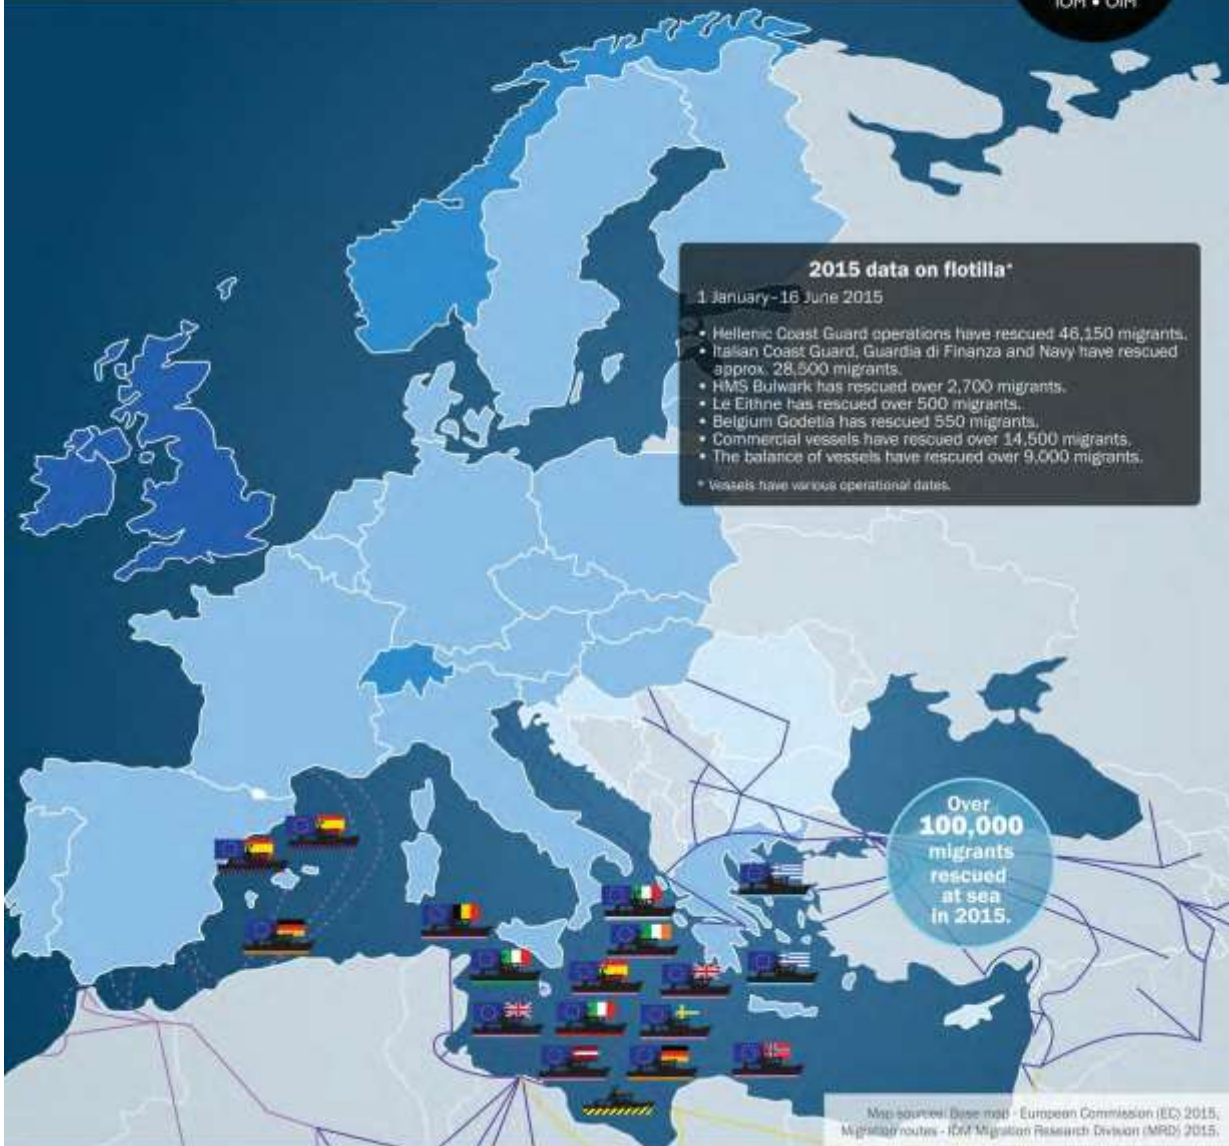 IOM • OIM
2015 data on flotilla*
1 January–16 June 2015
• Hellenic Coast Guard operations have rescued 46,150 migrants.
• Italian Coast Guard, Guardia di Finanza and Navy have rescued
approx. 28,500 migrants.
• HMS Bulwark has rescued over 2,700 migrants.
• Le Eithne has rescued over 500 migrants.
• Belgium Godetia has rescued 550 migrants.
• Commercial vessels have rescued over 14,500 migrants.
• The balance of vessels have rescued over 9,000 migrants.
* Vessels have various operational dates.
Over
100,000
migrants
rescued
at sea
in 2015.
Map sources: Base map - European Commission (EC) 2015,
Migration routes - IOM Migration Research Division (MRD) 2015.